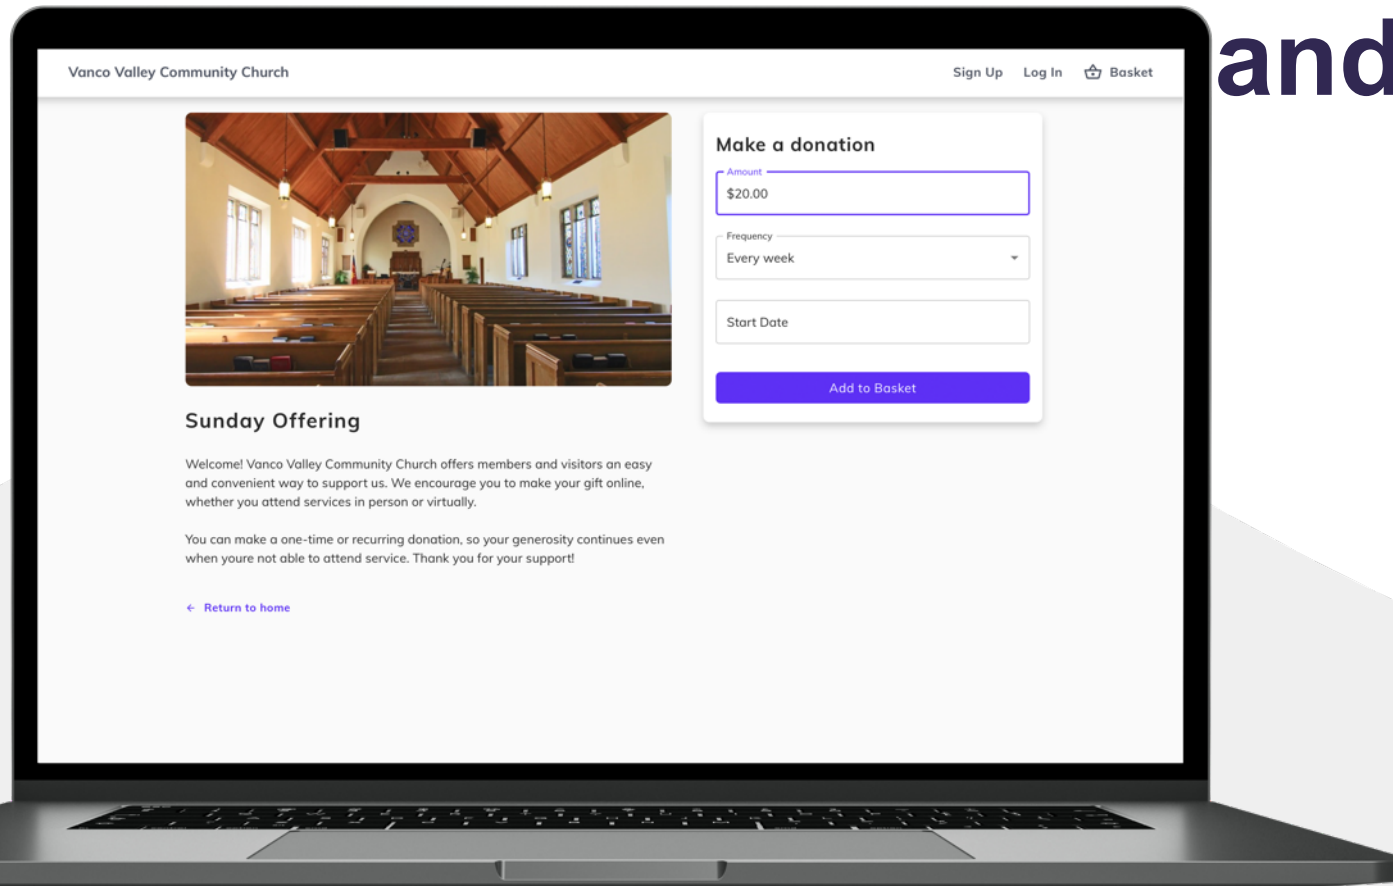 and
Vanco Valley Community Church
Sign Up Log In Basket
Make a donation
Amount
$20.00
Frequency
Every week
Start Date
Add to Basket
Sunday Offering
Welcome! Vanco Valley Community Church offers members and visitors an easy
and convenient way to support us. We encourage you to make your gift online,
whether you attend services in person or virtually.
You can make a one-time or recurring donation, so your generosity continues even
when youre not able to attend service. Thank you for your support!
← Return to home